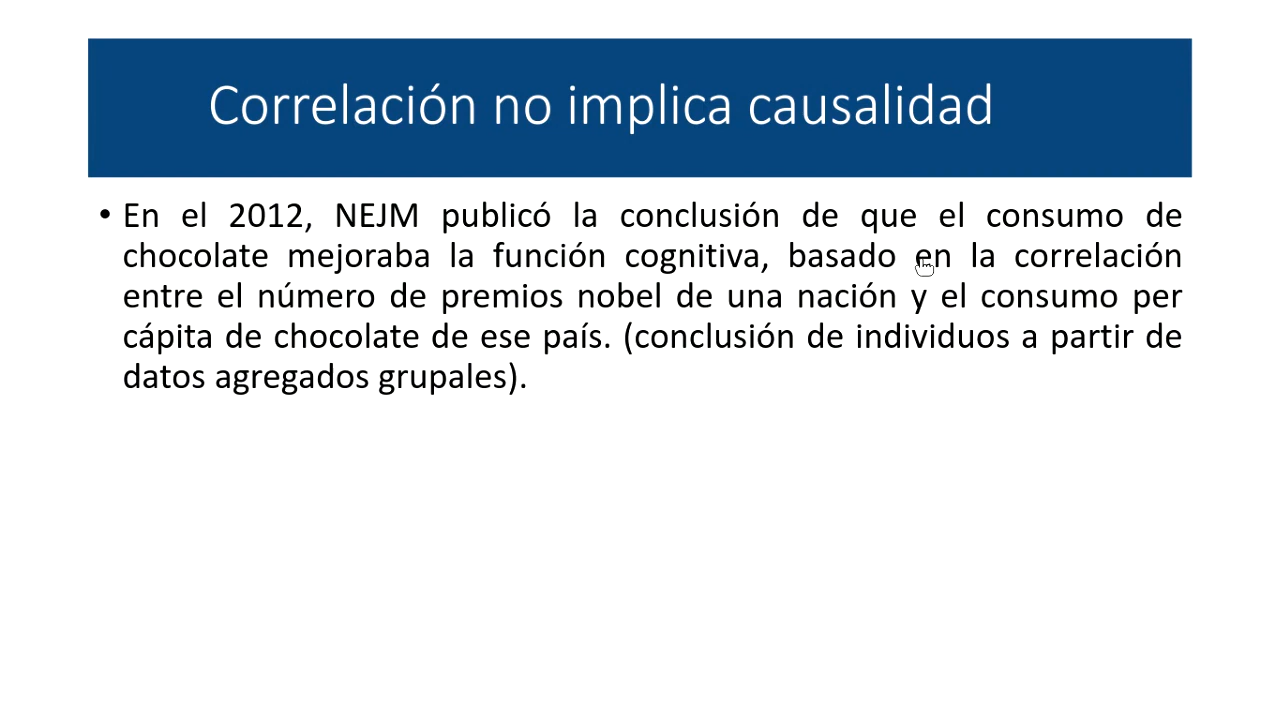 Correlación no implica causalidad
• En el 2012, NEJM publicó la conclusión de que el consumo de
chocolate mejoraba la función cognitiva, basado en la correlación
entre el número de premios nobel de una nación y el consumo per
cápita de chocolate de ese país. (conclusión de individuos a partir de
datos agregados grupales).